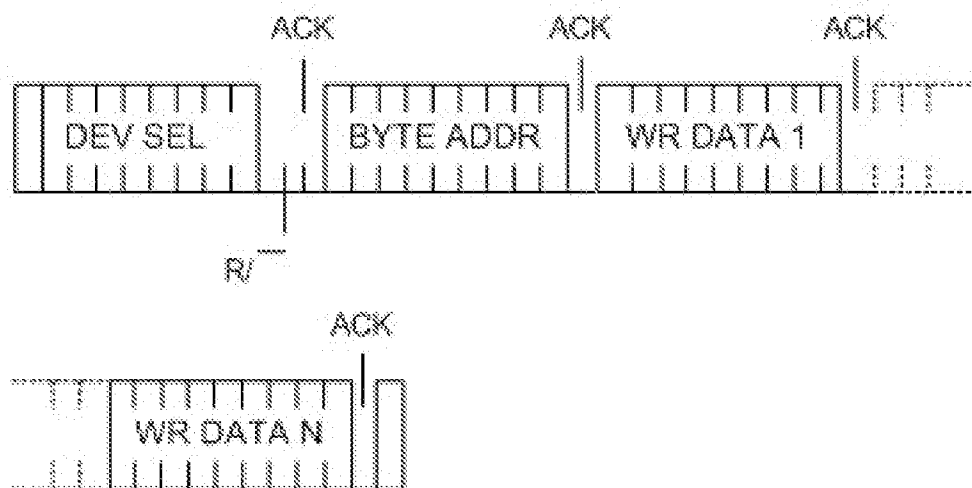 ACK ACK ACK
DEV SEL BYTE ADDR WR DATA 1
R/
ACK
WR DATA N